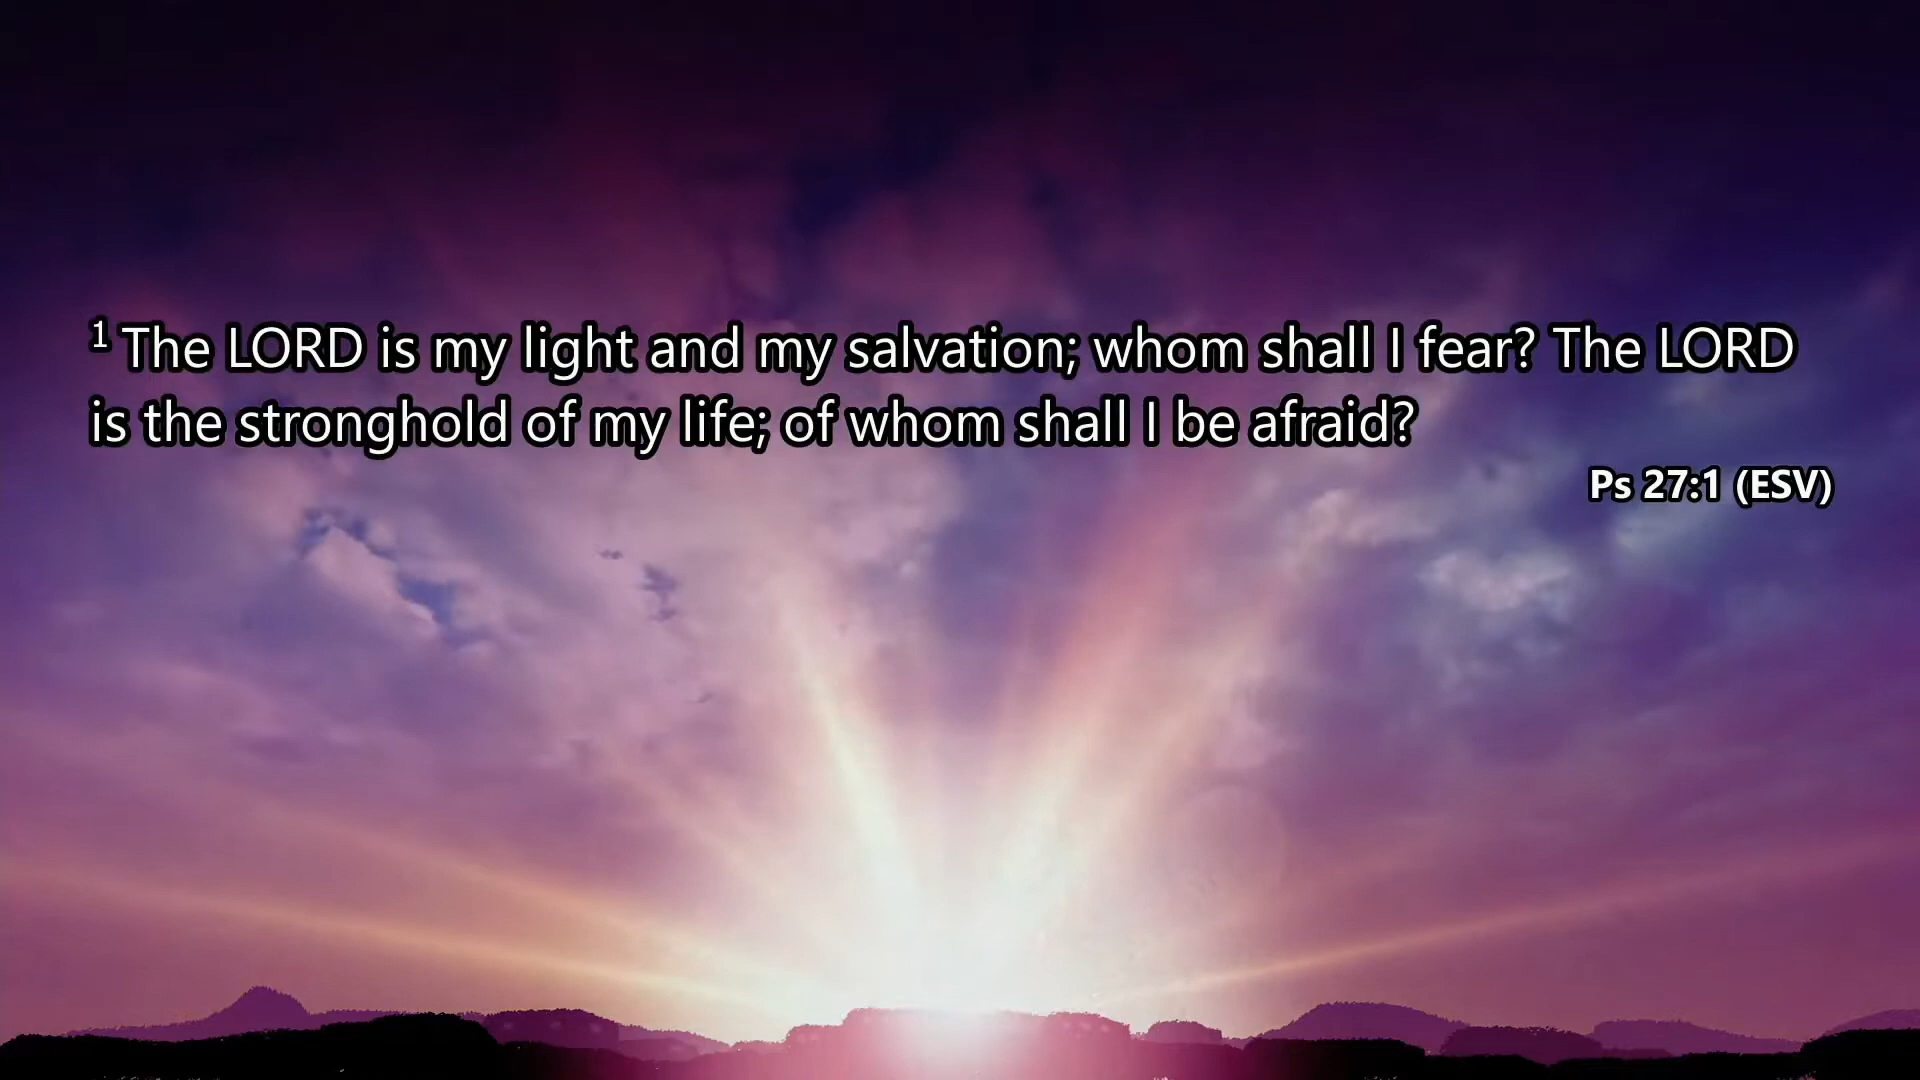 1 The LORD is my light and my salvation; whom shall I fear? The LORD
is the stronghold of my life; of whom shall I be afraid?
Ps 27:1 (ESV)